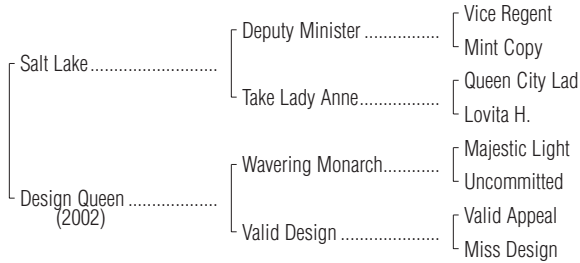 Vice Regent
Deputy Minister ................
Mint Copy
Salt Lake...........................
Queen City Lad
Take Lady Anne.................
Lovita H.
Majestic Light
Wavering Monarch............
Uncommitted
Design Queen ...................
(2002)
Valid Appeal
Valid Design .....................
Miss Design